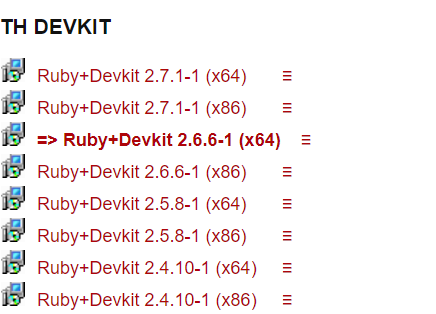 TH DEVKIT
Ruby+Devkit 2.7.1-1 (x64) ≡
Ruby+Devkit 2.7.1-1 (x86) ≡
=> Ruby+Devkit 2.6.6-1 (x64) ≡
Ruby+Devkit 2.6.6-1 (x86) ≡
Ruby+Devkit 2.5.8-1 (x64) ≡
Ruby+Devkit 2.5.8-1 (x86) ≡
Ruby+Devkit 2.4.10-1 (x64) ≡
Ruby+Devkit 2.4.10-1 (x86) ≡